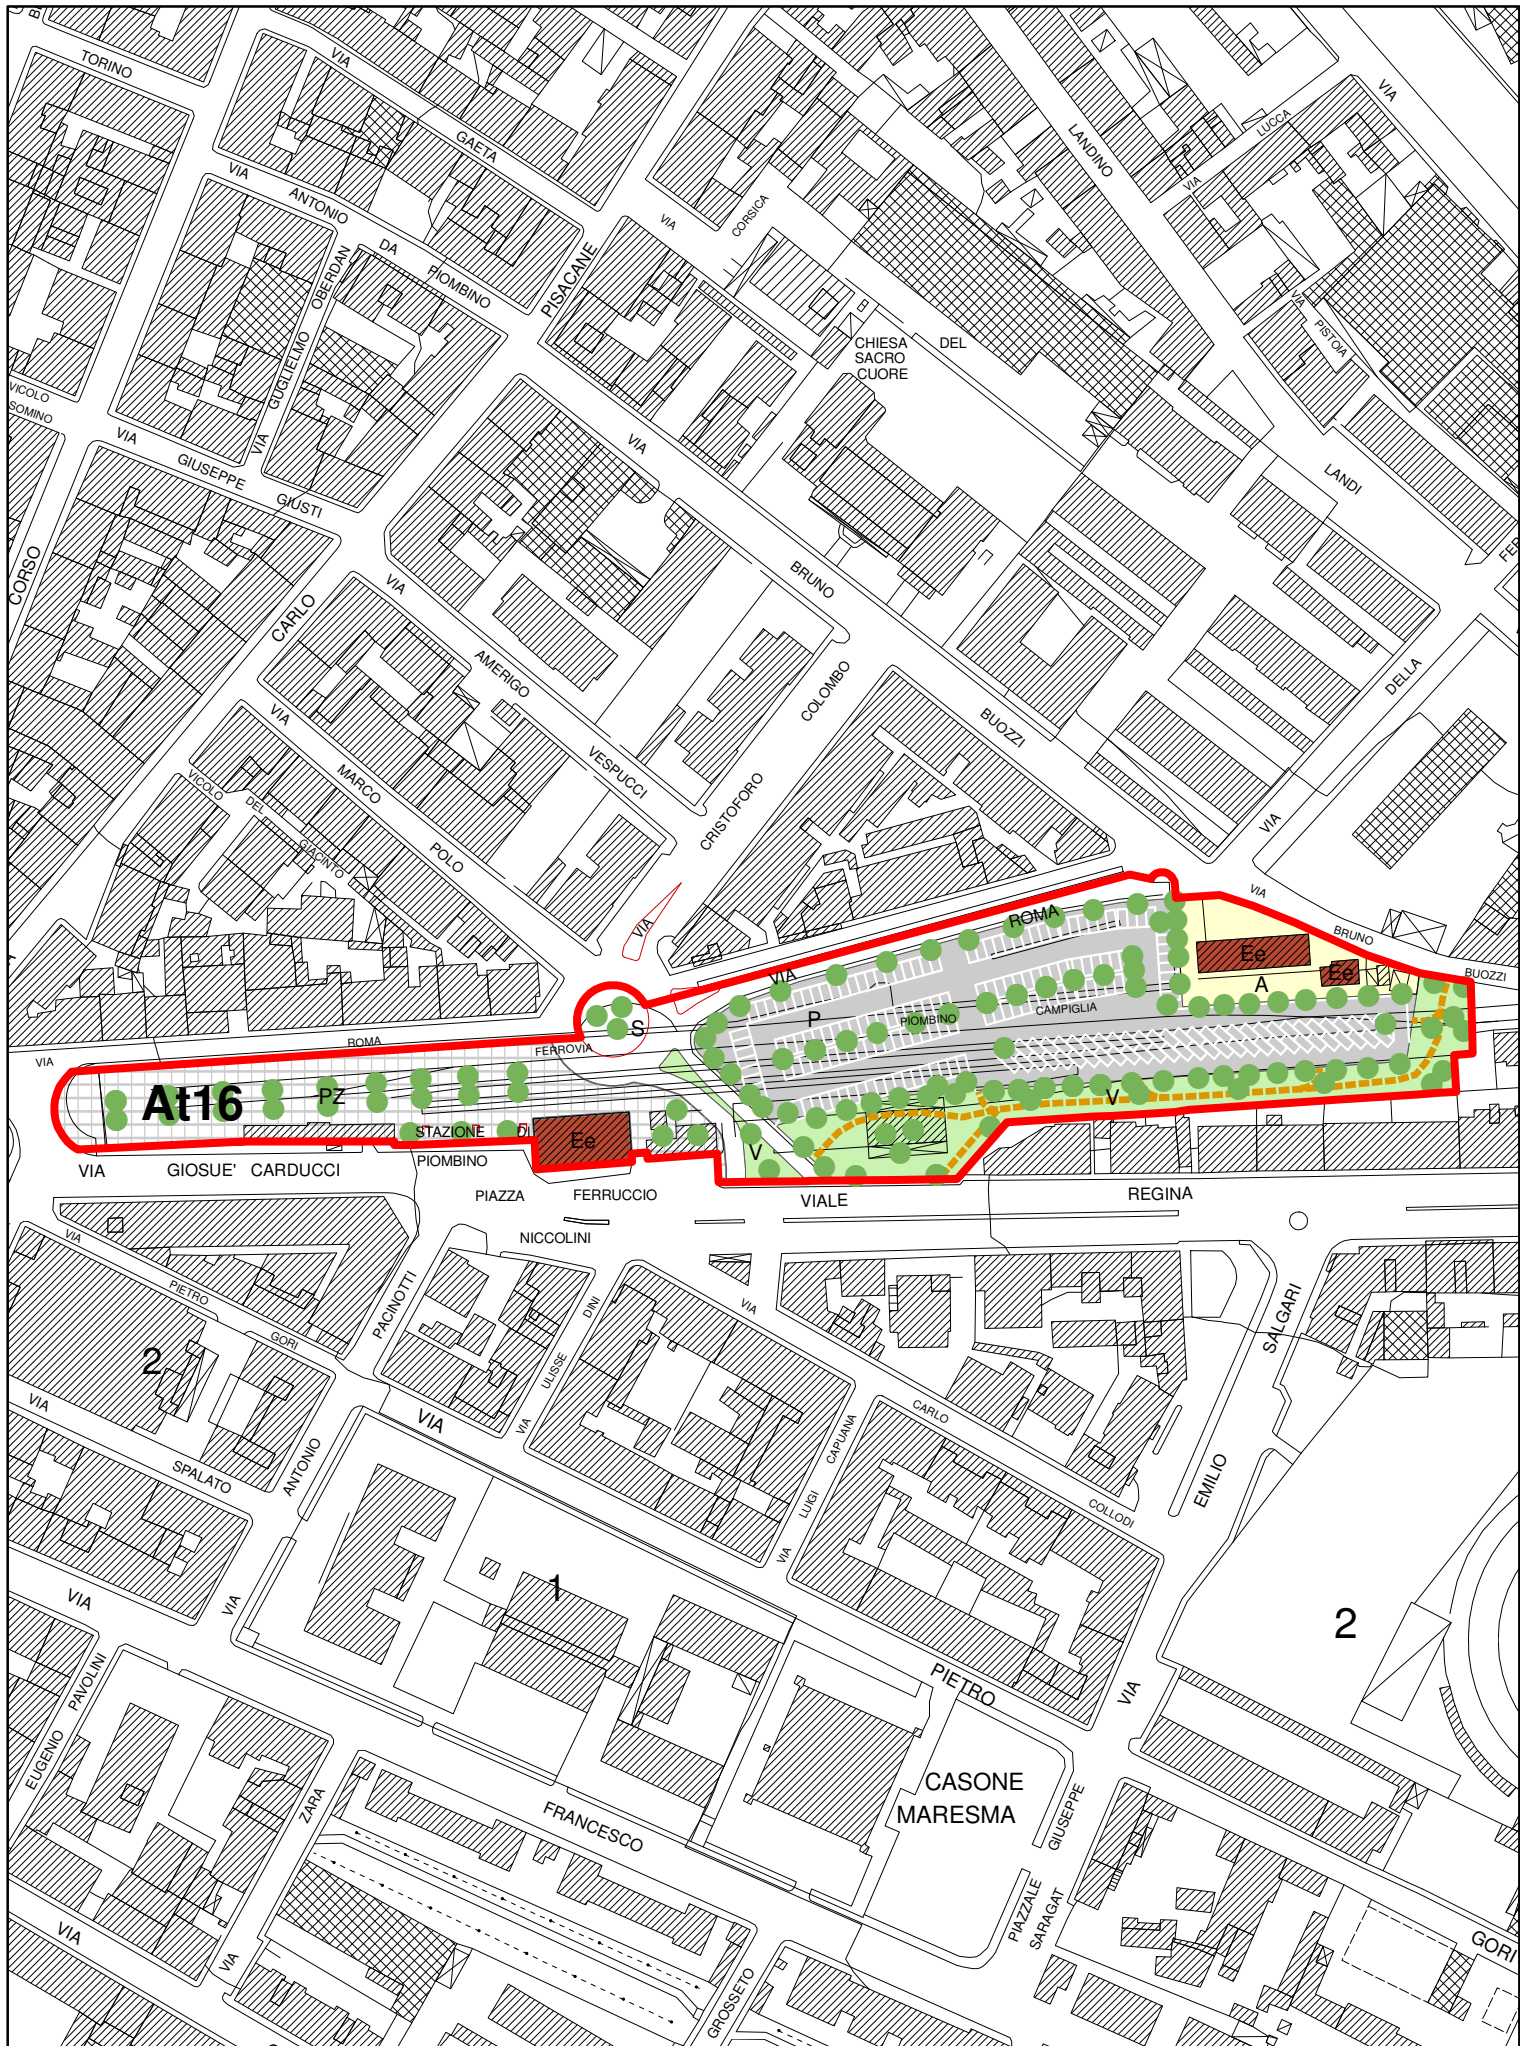 TORINO
VIA
GAETA
VIA
ANTONIO
DA
PIOMBINO
VIA
GUGLIELMO
OBERDAN
PISACANE
VIA
CORSICA
LANDINO
VIA
LUCCA
VIA
VIA
PISTOIA
CHIESA
SACRO
CUORE
DEL
VICOLO
SOMINO
VIA
GIUSEPPE
GIUSTI
CORSO
CARLO
VIA
BRUNO
BUOZZI
LANDI
FER
VIA
DELLA
VIA
AMERIGO
VESPUCCI
VIA
MARCO
POLO
VICOLO
DEL
GIACINTO
VIA
CRISTOFORO
COLOMBO
VIA
BRUNO
BUOZZI
VIA
ROMA
Ee
Ee
A
P
PIOMBINO
CAMPIGLIA
S
VIA
ROMA
FERROVIA
At16
PZ
STAZIONE
DI
PIOMBINO
Ee
V
V
VIA
GIOSUE' CARDUCCI
PIAZZA
FERRUCCIO
NICCOLINI
VIALE
REGINA
VIA
PIETRO
GORI
PACINOTTI
ANTONIO
VIA
2
VIA
SPALATO
VIA
ULISSE
DINI
VIA
VIA
CARLO
COLLODI
VIA
LUIGI
CAPUANA
SALGARI
EMILIO
VIA
2
1
VIA
PIETRO
GORI
VIA
FRANCESCO
EUGENIO
PAVOLINI
ZARA
VIA
VIA
CASONE
MARESMA
GIUSEPPE
PIAZZALE
SARAGAT
GROSSETO